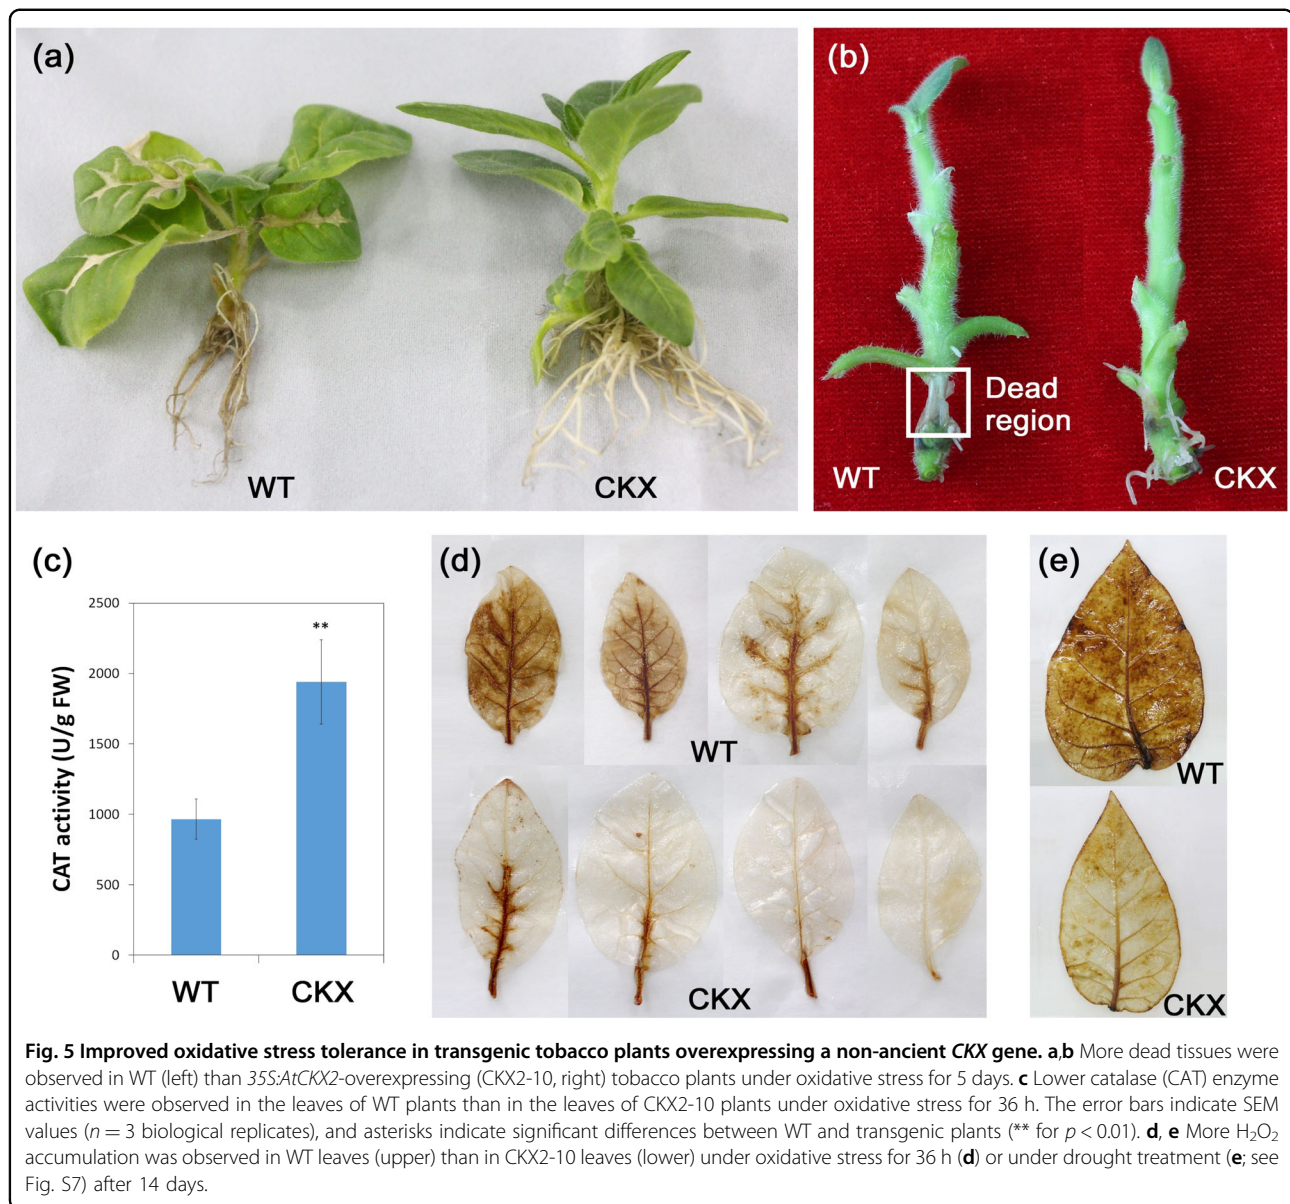 (a)
WT
CKX
(b)
Dead
region
WT
CKX
(c)
CAT activity (U/g FW)
2500
2000
1500
1000
500
0
**
WT
CKX
(d)
WT
CKX
(e)
WT
CKX
Fig. 5 Improved oxidative stress tolerance in transgenic tobacco plants overexpressing a non-ancient CKX gene. a,b More dead tissues were
observed in WT (left) than 35S:AtCKX2-overexpressing (CKX2-10, right) tobacco plants under oxidative stress for 5 days. c Lower catalase (CAT) enzyme
activities were observed in the leaves of WT plants than in the leaves of CKX2-10 plants under oxidative stress for 36 h. The error bars indicate SEM
values (n = 3 biological replicates), and asterisks indicate significant differences between WT and transgenic plants (** for p < 0.01). d, e More H₂O₂
accumulation was observed in WT leaves (upper) than in CKX2-10 leaves (lower) under oxidative stress for 36 h (d) or under drought treatment (e; see
Fig. S7) after 14 days.